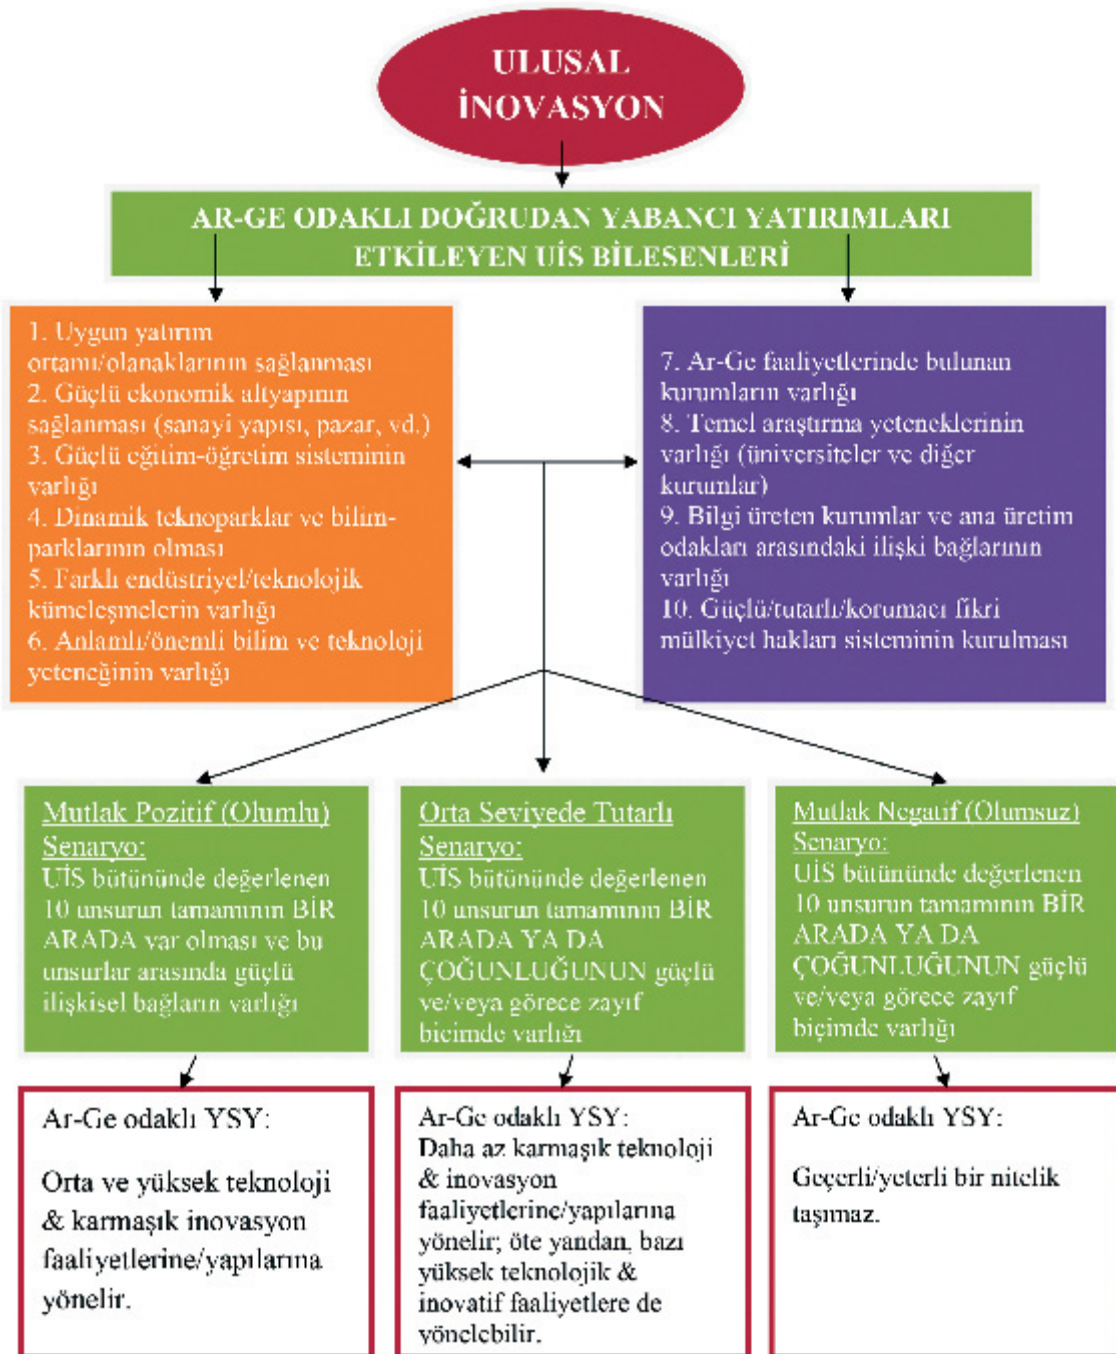 ULUSAL
İNOVASYON
AR-GE ODAKLI DOĞRUDAN YABANCI YATIRIMLARI
ETKİLEYEN UİS BİLESENLERİ
1. Uygun yatırım
ortamı/olanaklarının sağlanması
2. Güçlü ekonomik altyapının
sağlanması (sanayi yapısı, pazar, vd.)
3. Güçlü eğitim-öğretim sisteminin
varlığı
4. Dinamik teknoparklar ve bilim-
parklarının olması
5. Farklı endüstriyel/teknolojik
kümeleşmelerin varlığı
6. Anlamlı/önemli bilim ve teknoloji
yeteneğinin varlığı
7. Ar-Ge faaliyetlerinde bulunan
kurumların varlığı
8. Temel araştırma yeteneklerinin
varlığı (üniversiteler ve diğer
kurumlar)
9. Bilgi üreten kurumlar ve ana üretim
odakları arasındaki ilişki bağlarının
varlığı
10. Güçlü/tutarlı/korumacı fikri
mülkiyet hakları sisteminin kurulması
Mutlak Pozitif (Olumlu)
Senaryo:
UİS bütününde değerlenen
10 unsurun tamamının BİR
ARADA var olması ve bu
unsurlar arasında güçlü
ilişkisel bağların varlığı
Orta Seviyede Tutarlı
Senaryo:
UİS bütününde değerlenen
10 unsurun tamamının BİR
ARADA YA DA
ÇOĞUNLUĞUNUN güçlü
ve/veya görece zayıf
biçimde varlığı
Mutlak Negatif (Olumsuz)
Senaryo:
UİS bütününde değerlenen
10 unsurun tamamının BİR
ARADA YA DA
ÇOĞUNLUĞUNUN güçlü
ve/veya görece zayıf
biçimde varlığı
Ar-Ge odaklı YSY:
Orta ve yüksek teknoloji
& karmaşık inovasyon
faaliyetlerine/yapılarına
yönelir.
Ar-Ge odaklı YSY:
Daha az karmaşık teknoloji
& inovasyon
faaliyetlerine/yapılarına
yönelir; öte yandan, bazı
yüksek teknolojik &
inovatif faaliyetlere de
yönelebilir.
Ar-Ge odaklı YSY:
Geçerli/yeterli bir nitelik
taşımaz.